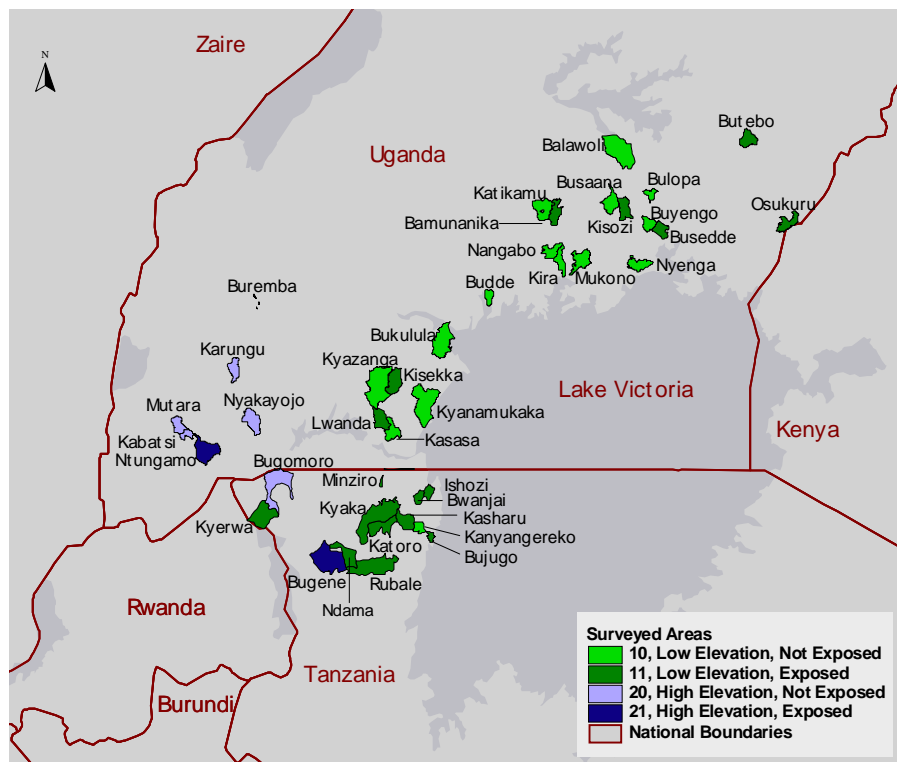 Zaire
N
Uganda
Butebo
Balawoli
Busaana
Bulopa
Katikamu
Osukuru
Bamunanika
Kisozi
Buyengo
Busedde
Nangabo
Kira
Mukono
Nyenga
Budde
Buremba
Bukulula
Karungu
Kyazanga
Kisekka
Lake Victoria
Mutara
Nyakayojo
Lwanda
Kyanamukaka
Kenya
Kabatsi
Kasasa
Ntungamo
Bugomoro
Minziro
Ishozi
Bwanjai
Kyaka
Kasharu
Kyerwa
Kanyangereko
Katoro
Bujugo
Bugene
Rubale
Ndama
Rwanda
Tanzania
Burundi
Surveyed Areas
10, Low Elevation, Not Exposed
11, Low Elevation, Exposed
20, High Elevation, Not Exposed
21, High Elevation, Exposed
National Boundaries